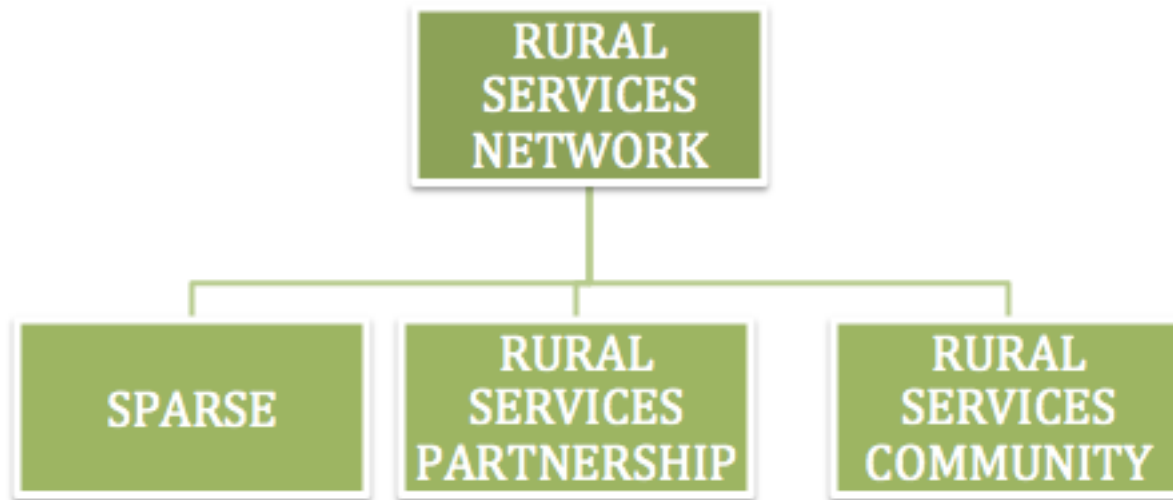 RURAL
SERVICES
NETWORK
SPARSE
RURAL
SERVICES
PARTNERSHIP
RURAL
SERVICES
COMMUNITY